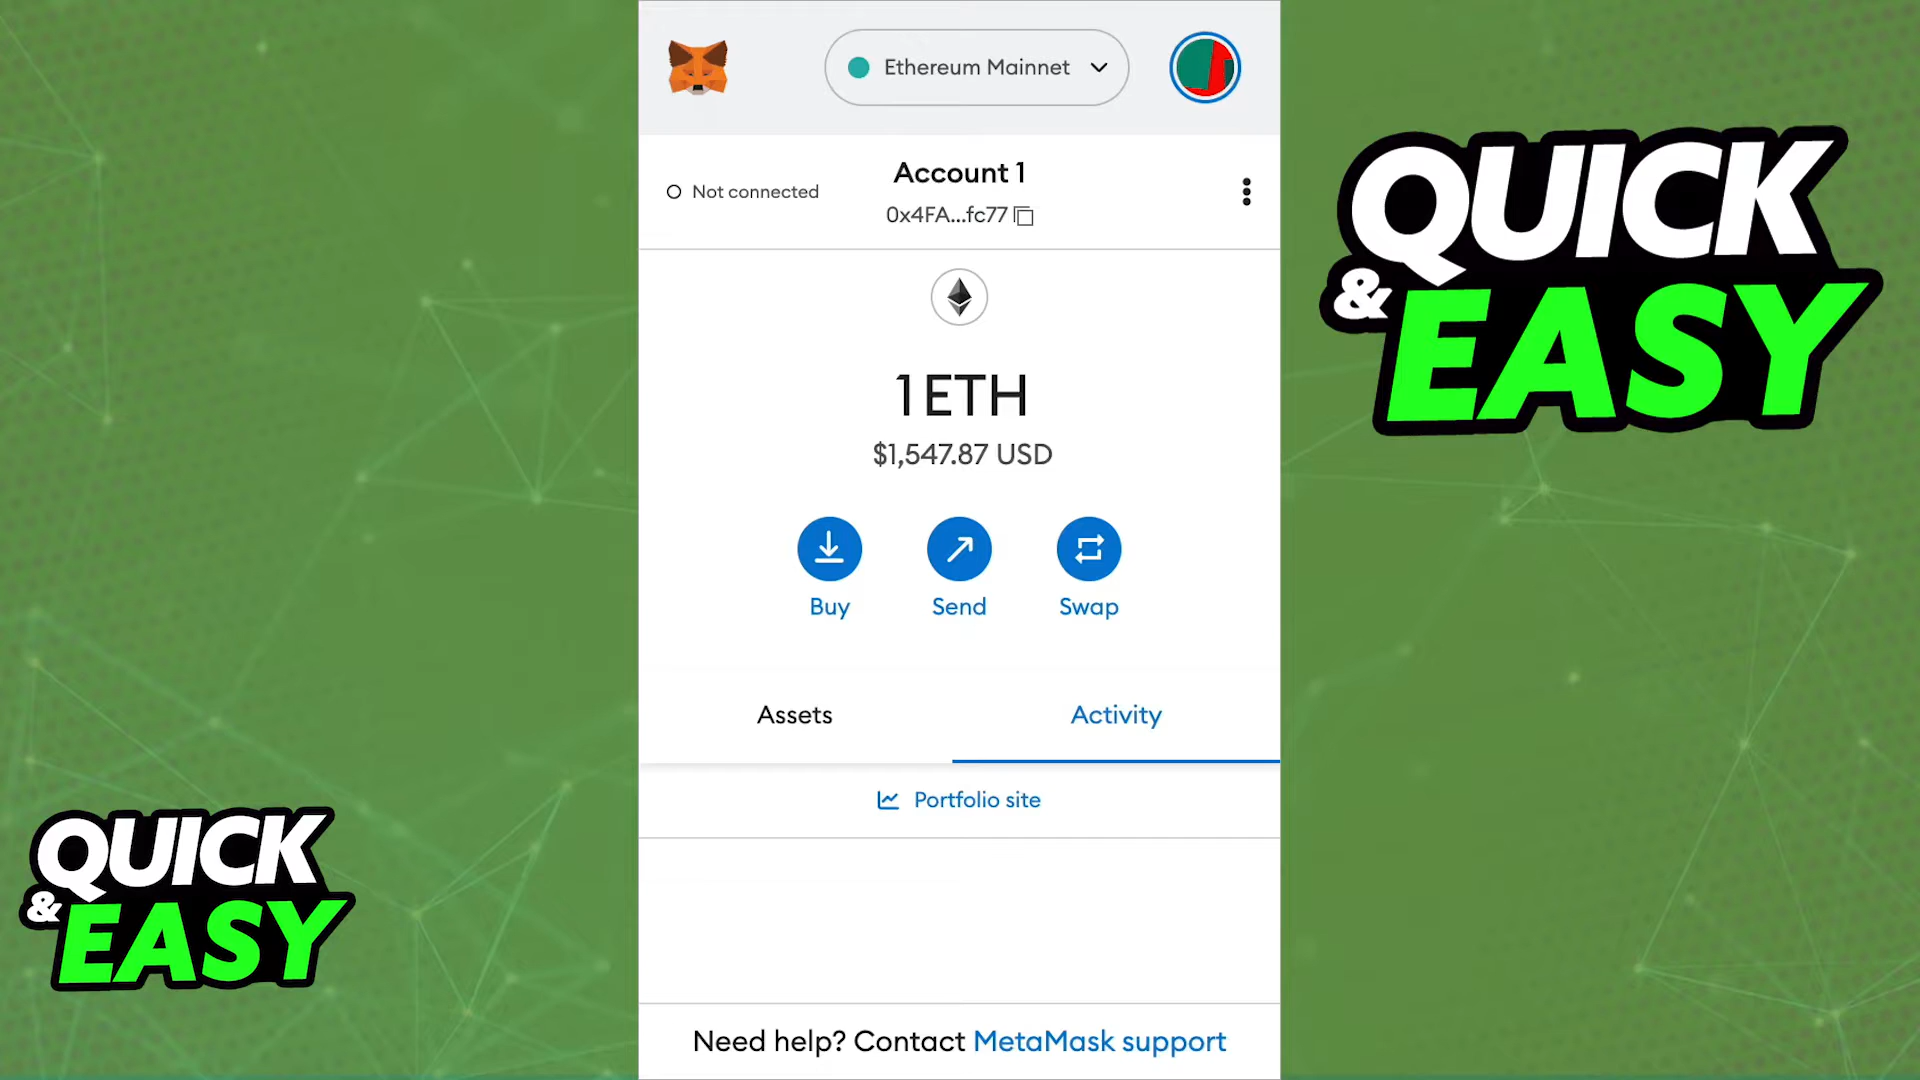 Ethereum Mainnet
Not connected
Account 1
0x4FA...fc77
1 ETH
$1,547.87 USD
Buy
Send
Swap
Assets
Activity
Portfolio site
Need help? Contact MetaMask support
QUICK
& EASY
QUICK
& EASY